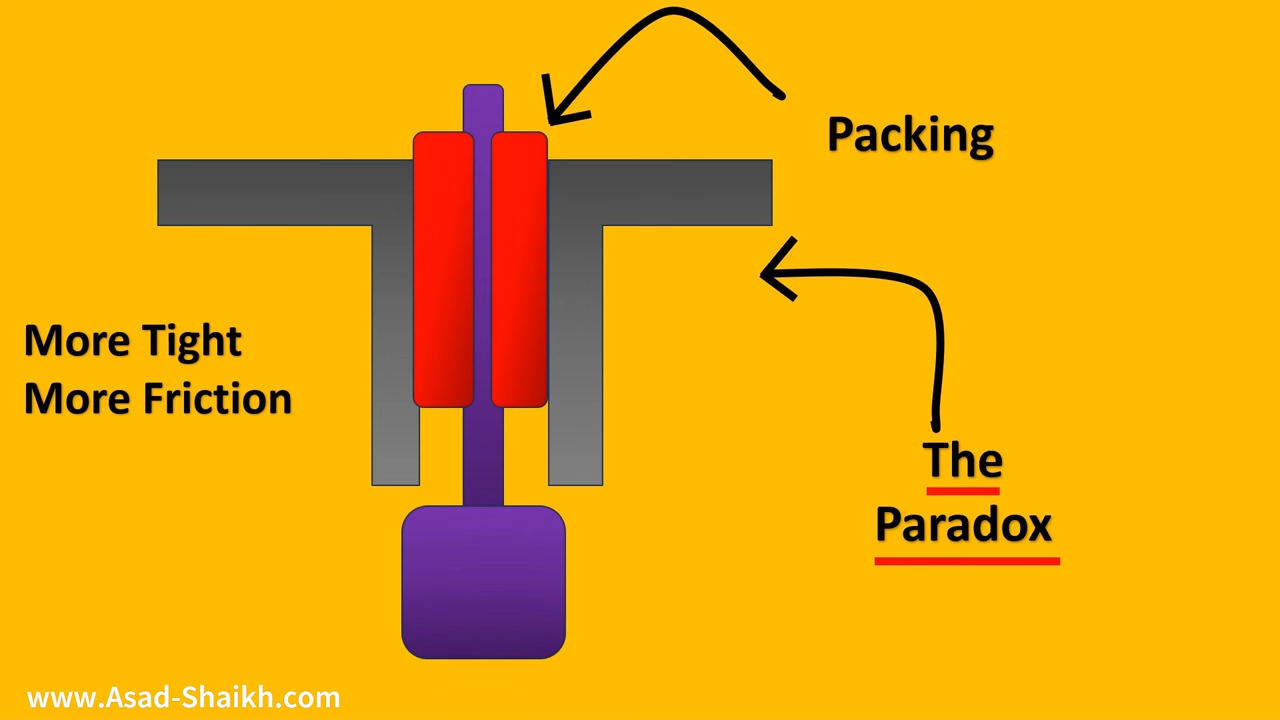 Packing
More Tight
More Friction
The
Paradox
www.Asad-Shaikh.com